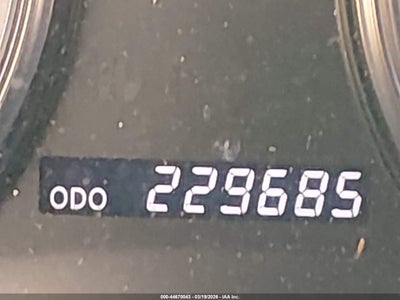 ODO 229685
000-44670043 - 03/19/2026 - IAA Inc.